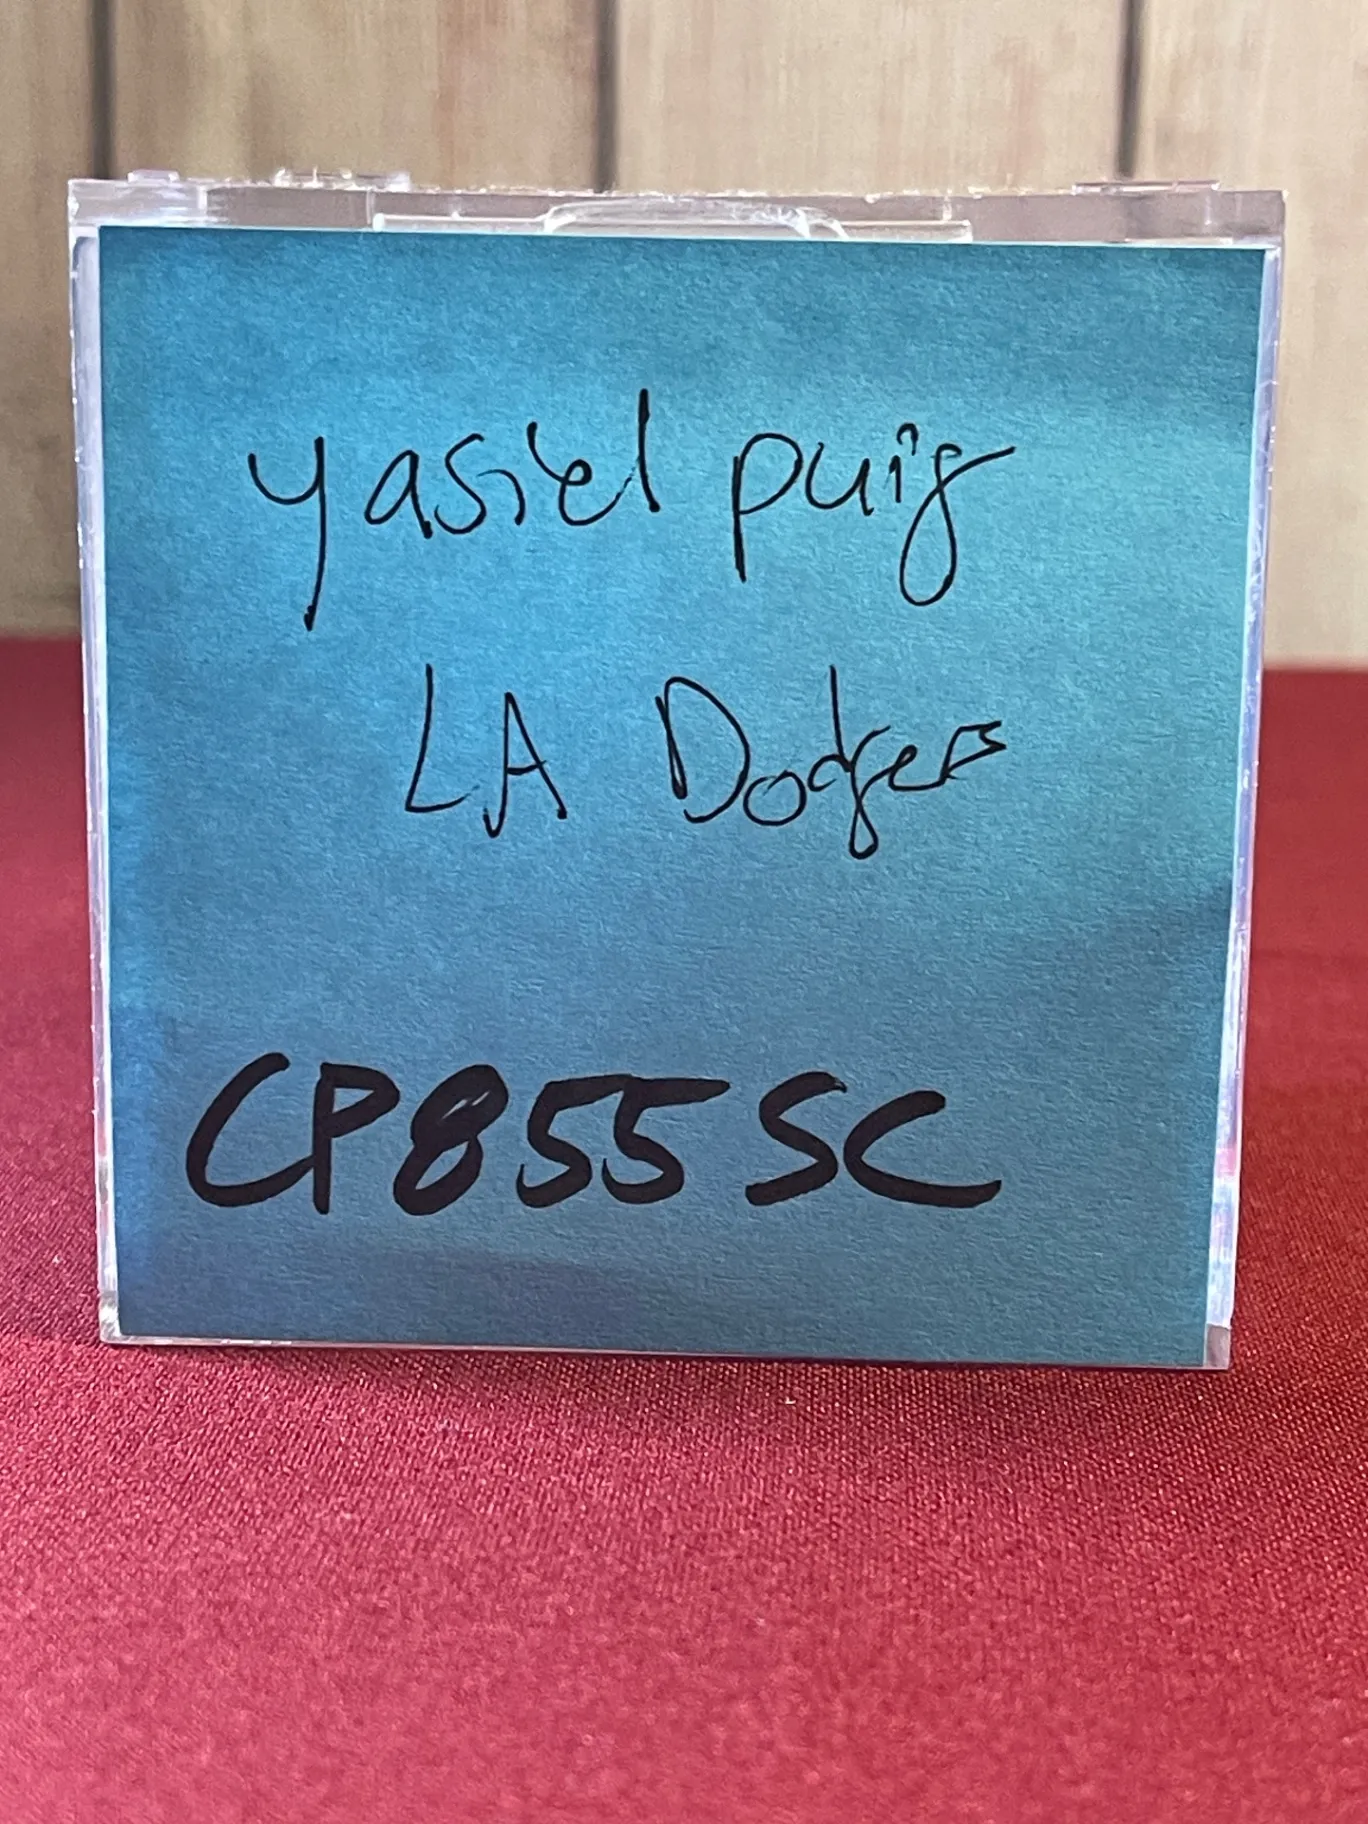 yasiel puig
LA Dodgers
CP855SC